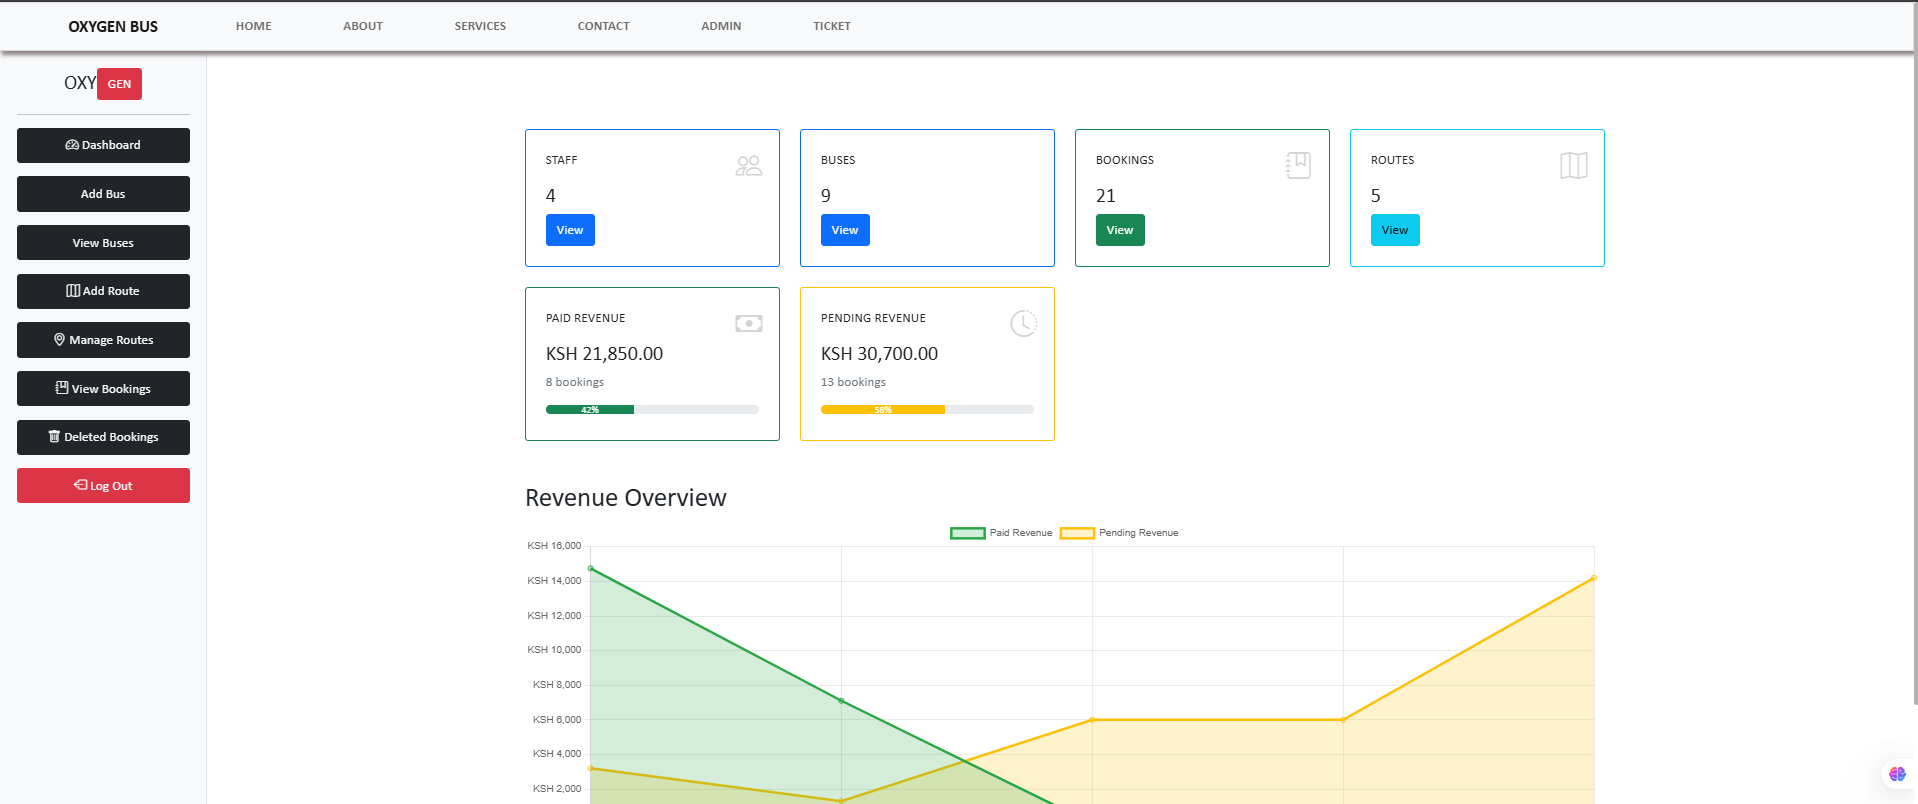 OXYGEN BUS HOME ABOUT SERVICES CONTACT ADMIN TICKET
OXY GEN
Dashboard
Add Bus
View Buses
Add Route
Manage Routes
View Bookings
Deleted Bookings
Log Out
STAFF
4
View
BUSES
9
View
BOOKINGS
21
View
ROUTES
5
View
PAID REVENUE
KSH 21,850.00
8 bookings
42%
PENDING REVENUE
KSH 30,700.00
13 bookings
58%
Revenue Overview
Paid Revenue Pending Revenue
KSH 16,000
KSH 14,000
KSH 12,000
KSH 10,000
KSH 8,000
KSH 6,000
KSH 4,000
KSH 2,000